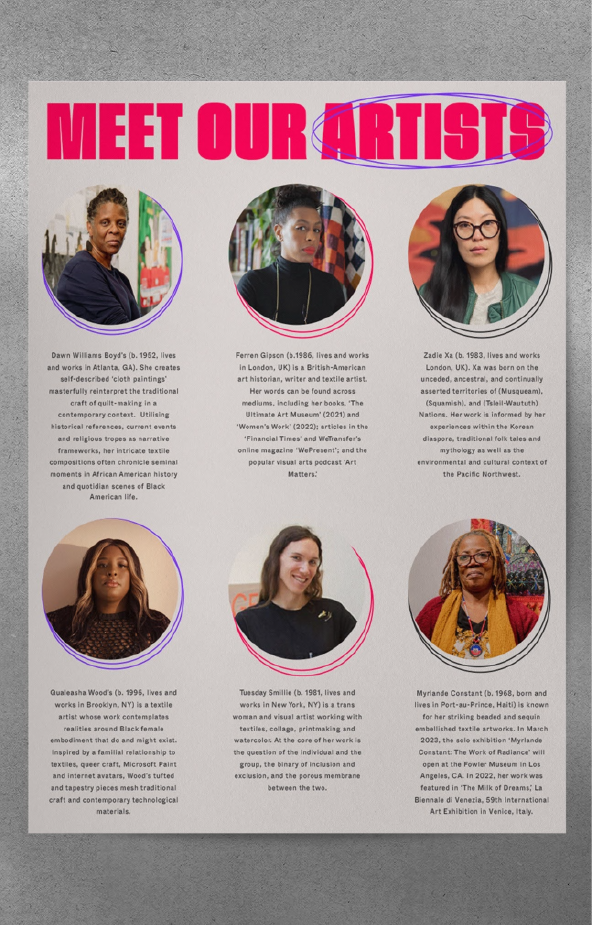 MEET OUR ARTISTS
Dawn Williams Boyd's (b. 1952, lives
and works in Atlanta, GA). She creates
self-described 'cloth paintings'
masterfully reinterpret the traditional
craft of quilt-making in a
contemporary context. Utilising
historical references, current events
and religious tropes as narrative
frameworks, her intricate textile
compositions often chronicle seminal
moments in African American history
and quotidian scenes of Black
American life.
Ferren Gipson (b.1986, lives and works
in London, UK) is a British-American
art historian, writer and textile artist.
Her words can be found across
mediums, including her books, 'The
Ultimate Art Museum' (2021) and
'Women's Work' (2022); articles in the
'Financial Times' and WeTransfer's
online magazine 'WePresent'; and the
popular visual arts podcast 'Art
Matters.'
Zadie Xa (b. 1983, lives and works
London, UK). Xa was born on the
unceded, ancestral, and continually
asserted territories of (Musqueam),
(Squamish), and (Tsleil-Waututh)
Nations. Her work is informed by her
experiences within the Korean
diaspora, traditional folk tales and
mythology as well as the
environmental and cultural context of
the Pacific Northwest.
Qualeasha Wood's (b. 1996, lives and
works in Brooklyn, NY) is a textile
artist whose work contemplates
realities around Black female
embodiment that do and might exist.
Inspired by a familial relationship to
textiles, queer craft, Microsoft Paint
and internet avatars, Wood's tufted
and tapestry pieces mesh traditional
craft and contemporary technological
materials.
Tuesday Smillie (b. 1981, lives and
works in New York, NY) is a trans
woman and visual artist working with
textiles, collage, printmaking and
watercolor. At the core of her work is
the question of the individual and the
group, the binary of inclusion and
exclusion, and the porous membrane
between the two.
Myrlande Constant (b. 1968, born and
lives in Port-au-Prince, Haiti) is known
for her striking beaded and sequin
embellished textile artworks. In March
2023, the solo exhibition 'Myrlande
Constant: The Work of Radiance' will
open at the Fowler Museum in Los
Angeles, CA. In 2022, her work was
featured in 'The Milk of Dreams,' La
Biennale di Venezia, 59th International
Art Exhibition in Venice, Italy.